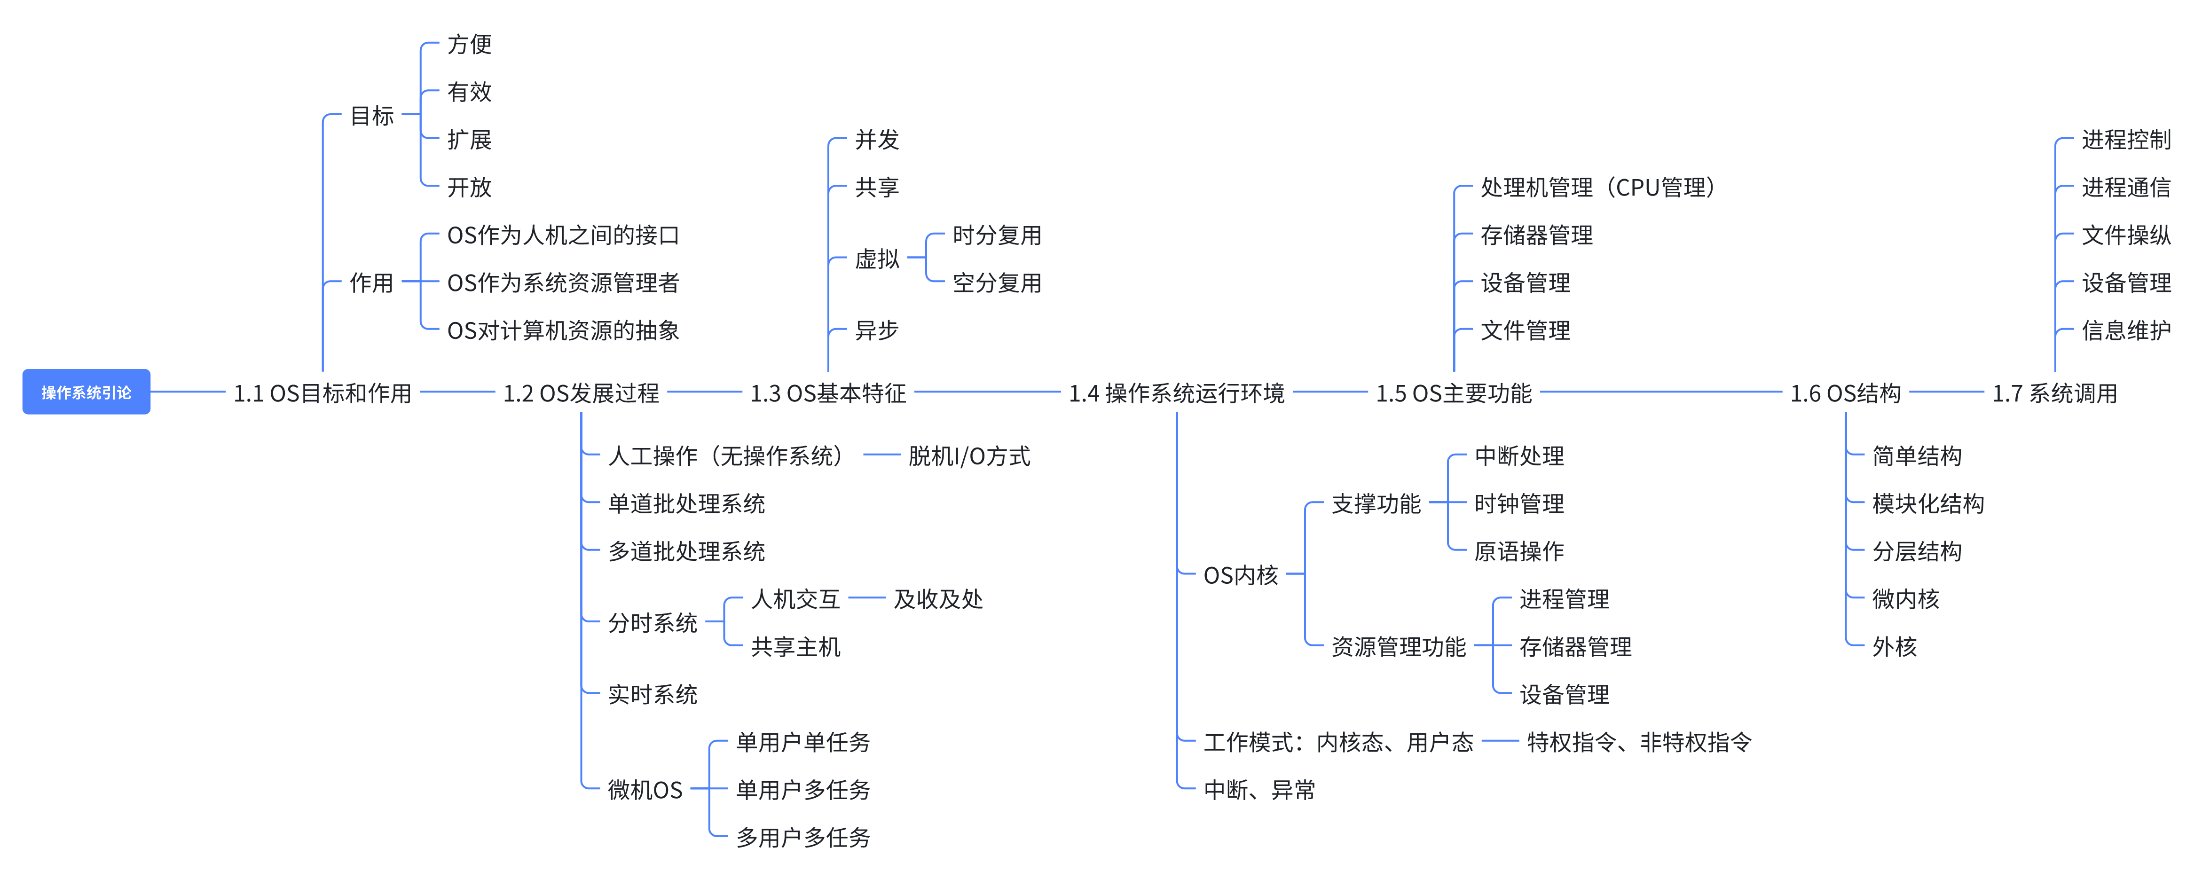 操作系统引论
1.1 OS目标和作用
目标
方便
有效
扩展
开放
作用
OS作为人机之间的接口
OS作为系统资源管理者
OS对计算机资源的抽象
1.2 OS发展过程
人工操作（无操作系统）
脱机I/O方式
单道批处理系统
多道批处理系统
分时系统
人机交互
及收及处
共享主机
实时系统
微机OS
单用户单任务
单用户多任务
多用户多任务
1.3 OS基本特征
并发
共享
虚拟
时分复用
空分复用
异步
1.4 操作系统运行环境
OS内核
支撑功能
中断处理
时钟管理
原语操作
资源管理功能
进程管理
存储器管理
设备管理
工作模式：内核态、用户态
特权指令、非特权指令
中断、异常
1.5 OS主要功能
处理机管理（CPU管理）
存储器管理
设备管理
文件管理
1.6 OS结构
简单结构
模块化结构
分层结构
微内核
外核
1.7 系统调用
进程控制
进程通信
文件操纵
设备管理
信息维护